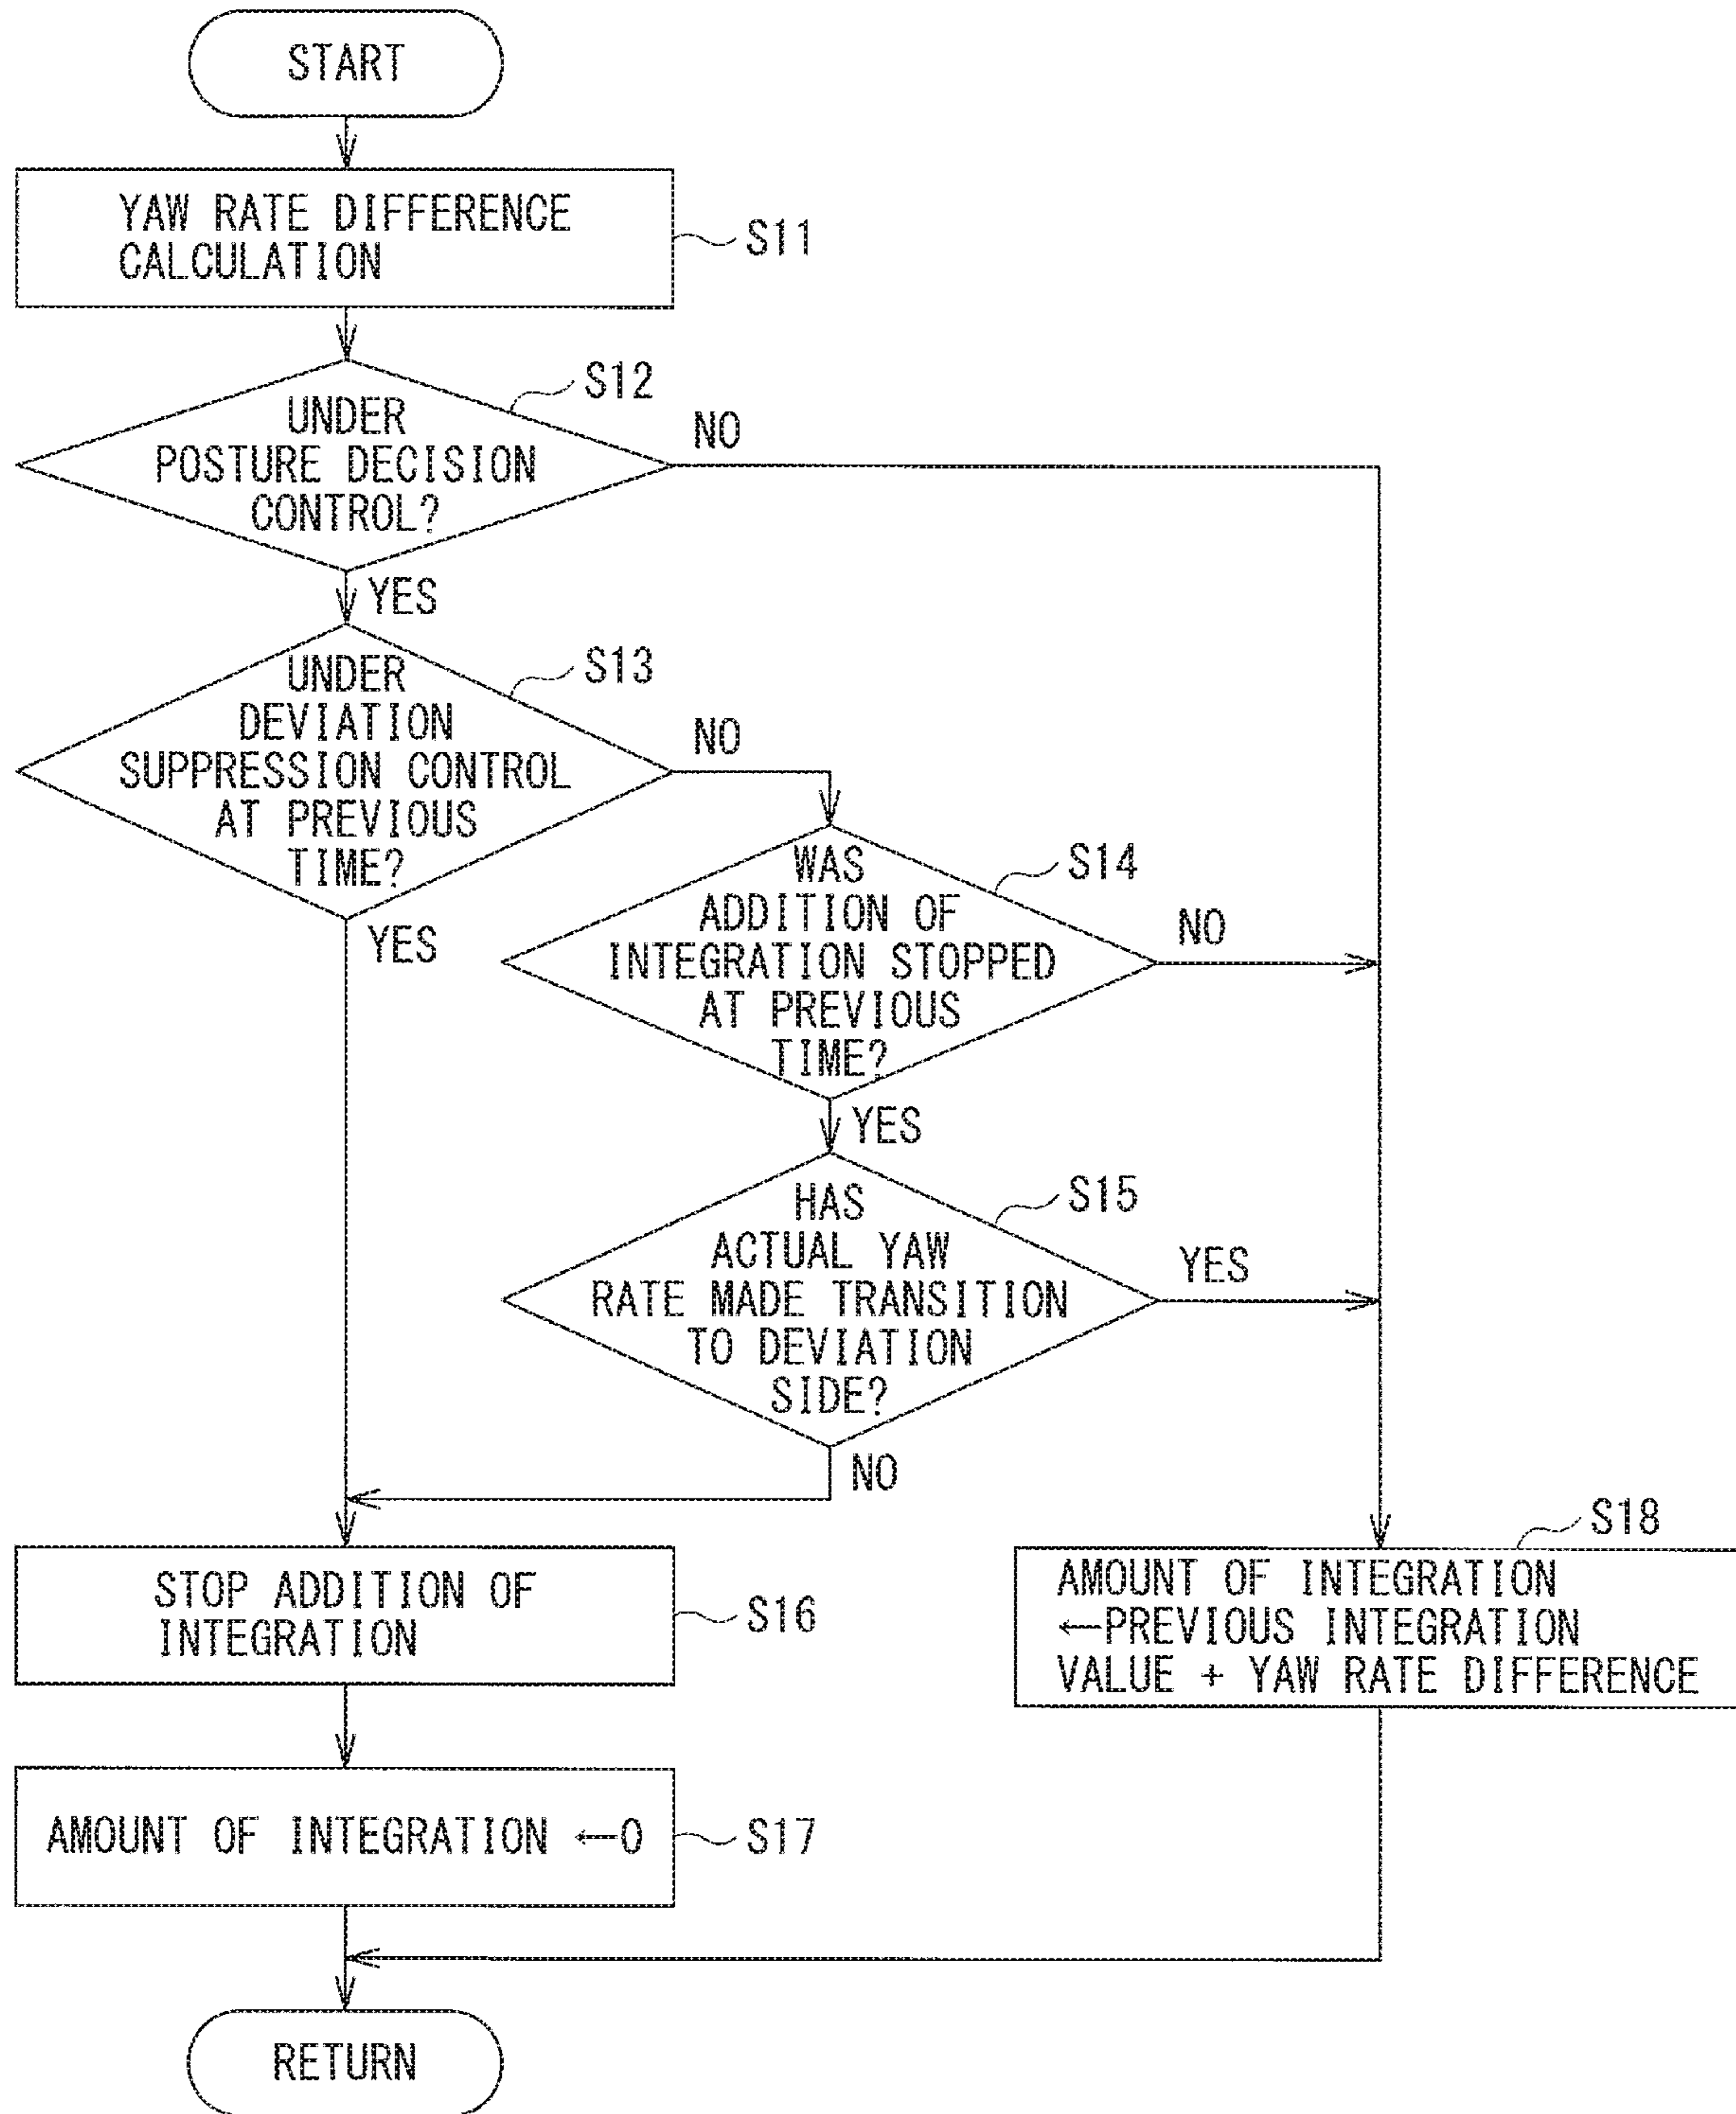 START
YAW RATE DIFFERENCE
CALCULATION
S11
S12
UNDER
POSTURE DECISION
CONTROL?
NO
YES
S13
UNDER
DEVIATION
SUPPRESSION CONTROL
AT PREVIOUS
TIME?
NO
YES
S14
WAS
ADDITION OF
INTEGRATION STOPPED
AT PREVIOUS
TIME?
NO
YES
S15
HAS
ACTUAL YAW
RATE MADE TRANSITION
TO DEVIATION
SIDE?
YES
NO
STOP ADDITION OF
INTEGRATION
S16
S18
AMOUNT OF INTEGRATION
←PREVIOUS INTEGRATION
VALUE + YAW RATE DIFFERENCE
AMOUNT OF INTEGRATION ←0
S17
RETURN